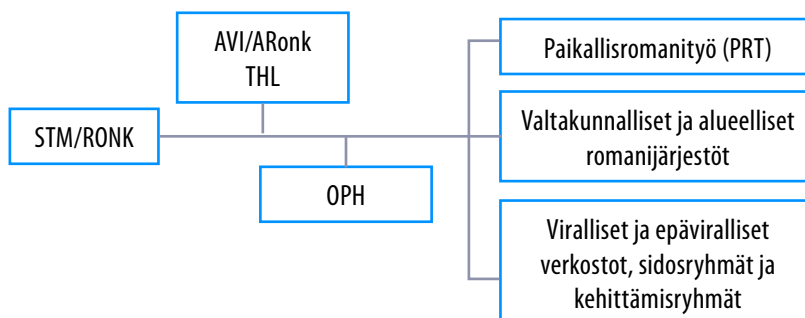 AVI/ARonk
THL
STM/RONK
OPH
Paikallisromanityö (PRT)
Valtakunnalliset ja alueelliset
romanijärjestöt
Viralliset ja epäviralliset
verkostot, sidosryhmät ja
kehittämisryhmät